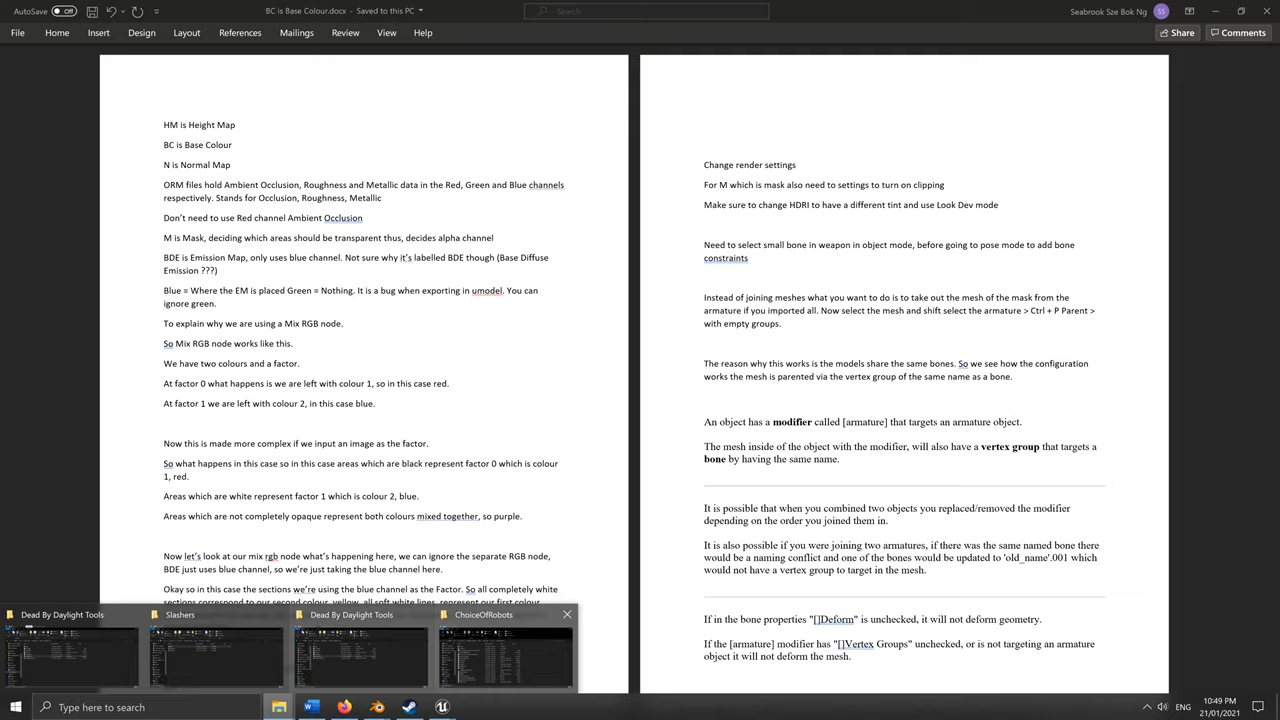 AutoSave Off
BC is Base Colour.docx - Saved to this PC
Search
Seabrook Sze Bok Ng
SS
File Home Insert Design Layout References Mailings Review View Help
Share Comments
HM is Height Map
BC is Base Colour
N is Normal Map
ORM files hold Ambient Occlusion, Roughness and Metallic data in the Red, Green and Blue channels
respectively. Stands for Occlusion, Roughness, Metallic
Don't need to use Red channel Ambient Occlusion
M is Mask, deciding which areas should be transparent thus, decides alpha channel
BDE is Emission Map, only uses blue channel. Not sure why it's labelled BDE though (Base Diffuse
Emission ???)
Blue = Where the EM is placed Green = Nothing. It is a bug when exporting in umodel. You can
ignore green.
To explain why we are using a Mix RGB node.
So Mix RGB node works like this.
We have two colours and a factor.
At factor 0 what happens is we are left with colour 1, so in this case red.
At factor 1 we are left with colour 2, in this case blue.
Now this is made more complex if we input an image as the factor.
So what happens in this case so in this case areas which are black represent factor 0 which is colour
1, red.
Areas which are white represent factor 1 which is colour 2, blue.
Areas which are not completely opaque represent both colours mixed together, so purple.
Now let's look at our mix rgb node what's happening here, we can ignore the separate RGB node,
BDE just uses blue channel, so we're just taking the blue channel here.
Okay so in this case the sections we're using the blue channel as the Factor. So all completely white
sections correspond to our second colour, yellow, all soft white lines, represent our first colour
Change render settings
For M which is mask also need to settings to turn on clipping
Make sure to change HDRI to have a different tint and use Look Dev mode
Need to select small bone in weapon in object mode, before going to pose mode to add bone
constraints
Instead of joining meshes what you want to do is to take out the mesh of the mask from the
armature if you imported all. Now select the mesh and shift select the armature > Ctrl + P Parent >
with empty groups.
The reason why this works is the models share the same bones. So we see how the configuration
works the mesh is parented via the vertex group of the same name as a bone.
An object has a modifier called [armature] that targets an armature object.
The mesh inside of the object with the modifier, will also have a vertex group that targets a
bone by having the same name.
It is possible that when you combined two objects you replaced/removed the modifier
depending on the order you joined them in.
It is also possible if you were joining two armatures, if there was the same named bone there
would be a naming conflict and one of the bones would be updated to 'old_name'.001 which
would not have a vertex group to target in the mesh.
If in the bone properties "[]Deform" is unchecked, it will not deform geometry.
If the [armature] modifier has "[]Vertex Groups" unchecked, or is not targeting an armature
object it will not deform the mesh.
Dead By Daylight Tools
Slashers
Dead By Daylight Tools
ChoiceOfRobots
Type here to search
ENG
10:49 PM
21/01/2021